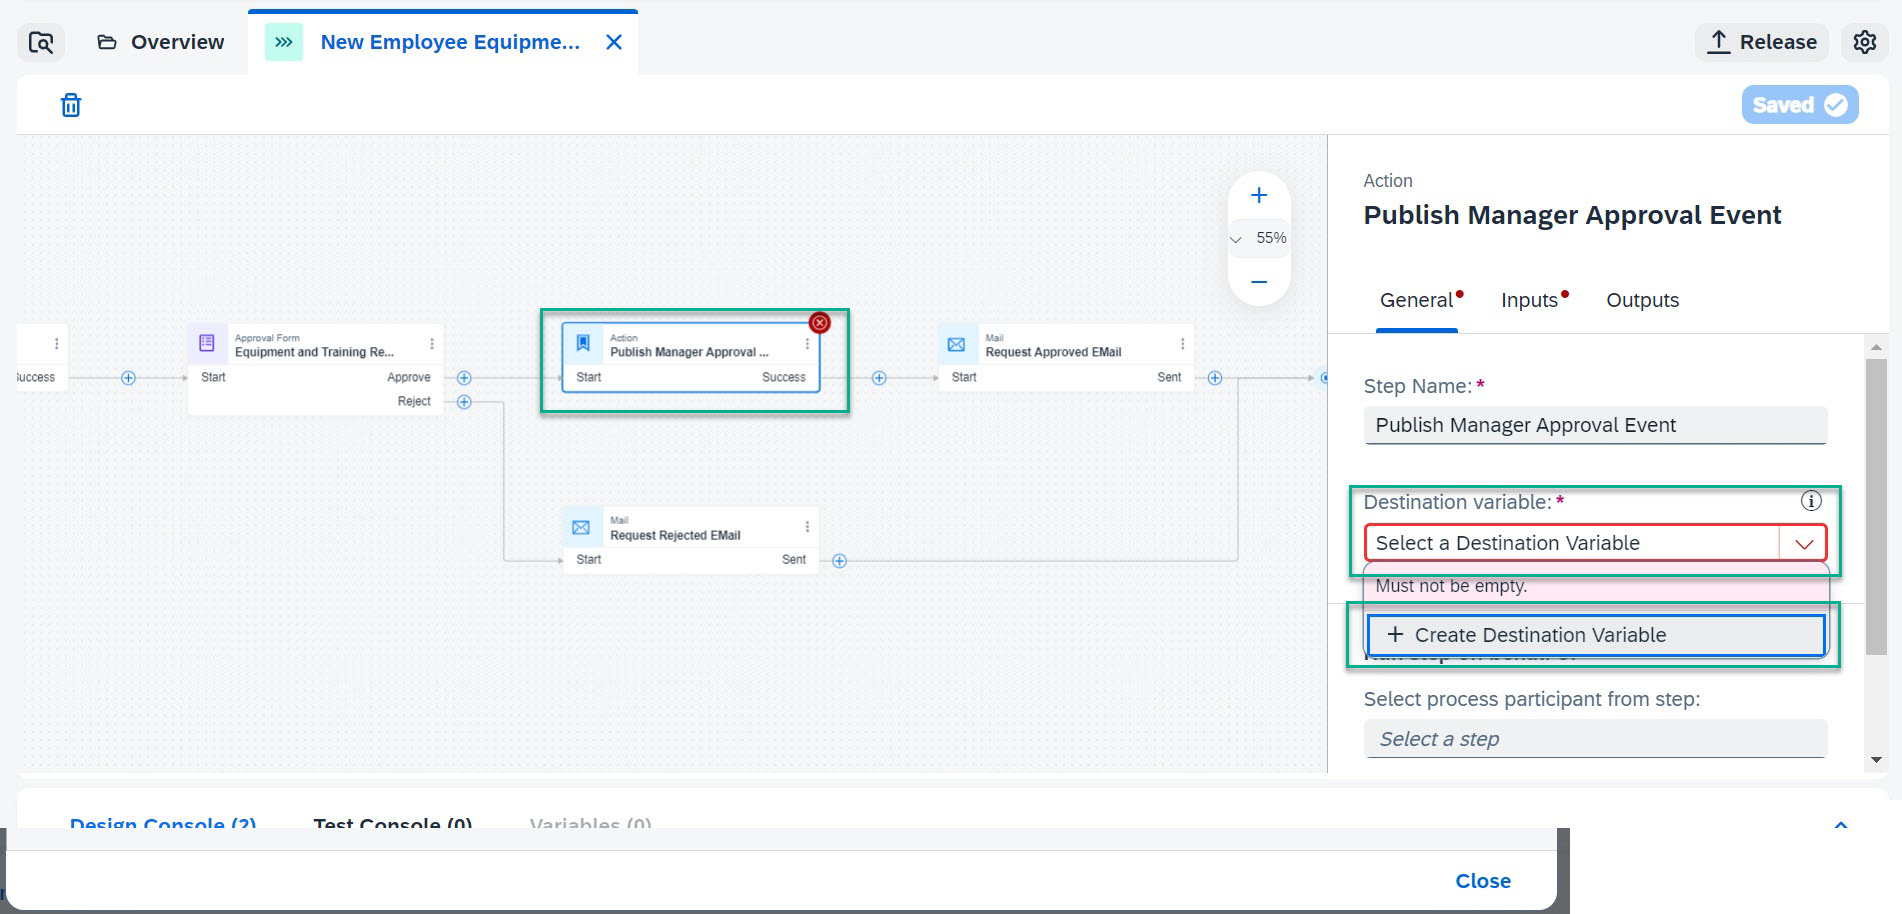 Overview
New Employee Equipme...
Release
Saved
55%
Action
Publish Manager Approval Event
General
Inputs
Outputs
Step Name:*
Publish Manager Approval Event
Destination variable:*
Select a Destination Variable
Must not be empty.
+ Create Destination Variable
Select process participant from step:
Select a step
Success
Approval Form
Equipment and Training Re...
Start
Approve
Reject
Action
Publish Manager Approval ...
Start
Success
Mail
Request Approved EMail
Start
Sent
Mail
Request Rejected EMail
Start
Sent
Design Console (2)
Test Console (0)
Variables (0)
Close